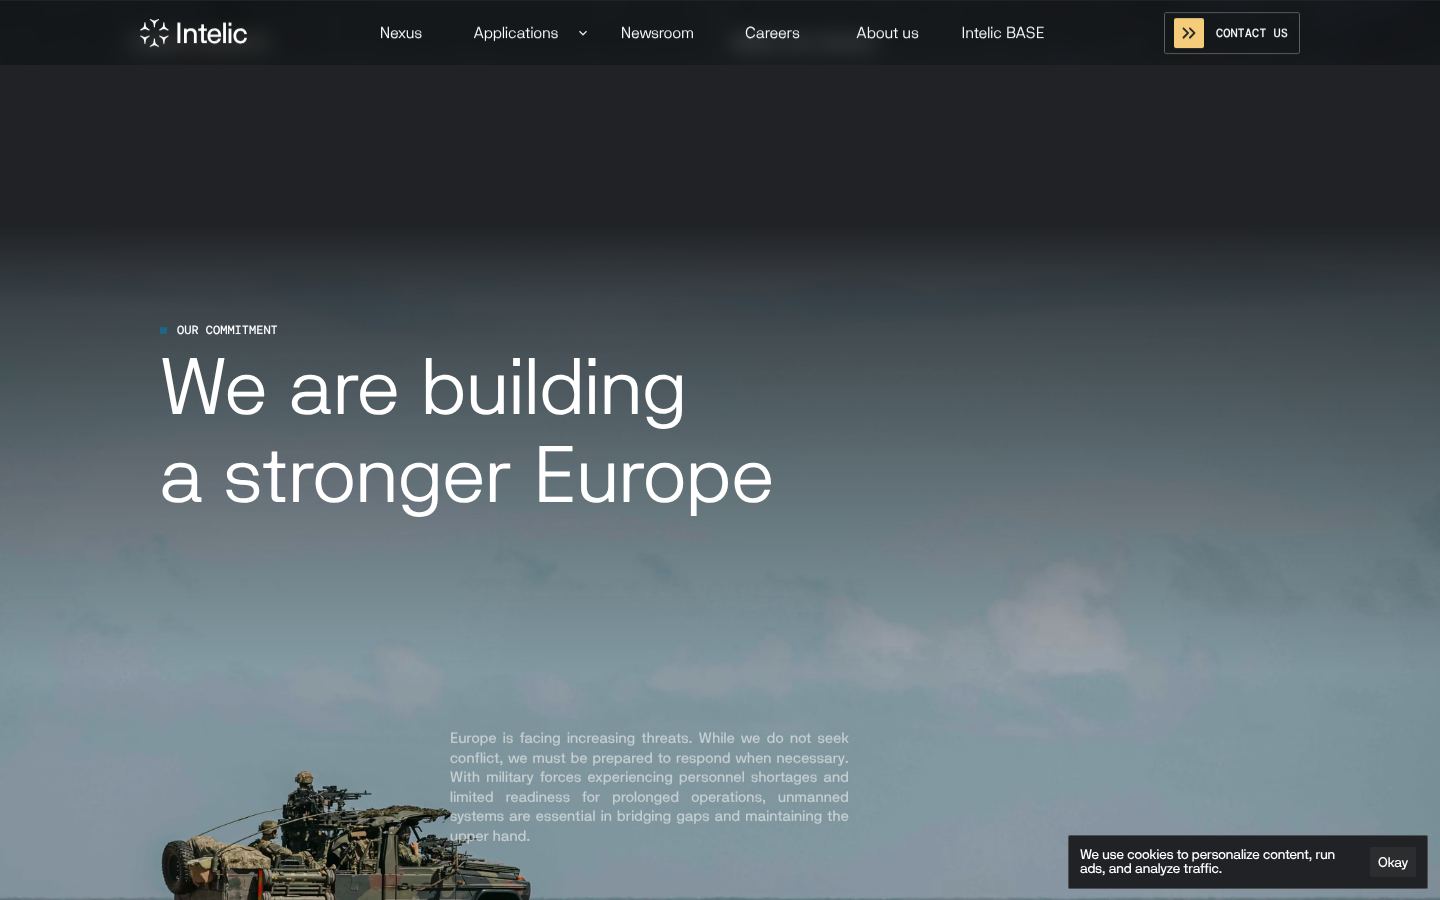 Intelic
Nexus
Applications
Newsroom
Careers
About us
Intelic BASE
CONTACT US
OUR COMMITMENT
We are building
a stronger Europe
Europe is facing increasing threats. While we do not seek
conflict, we must be prepared to respond when necessary.
With military forces experiencing personnel shortages and
limited readiness for prolonged operations, unmanned
systems are essential in bridging gaps and maintaining the
upper hand.
We use cookies to personalize content, run
ads, and analyze traffic.
Okay